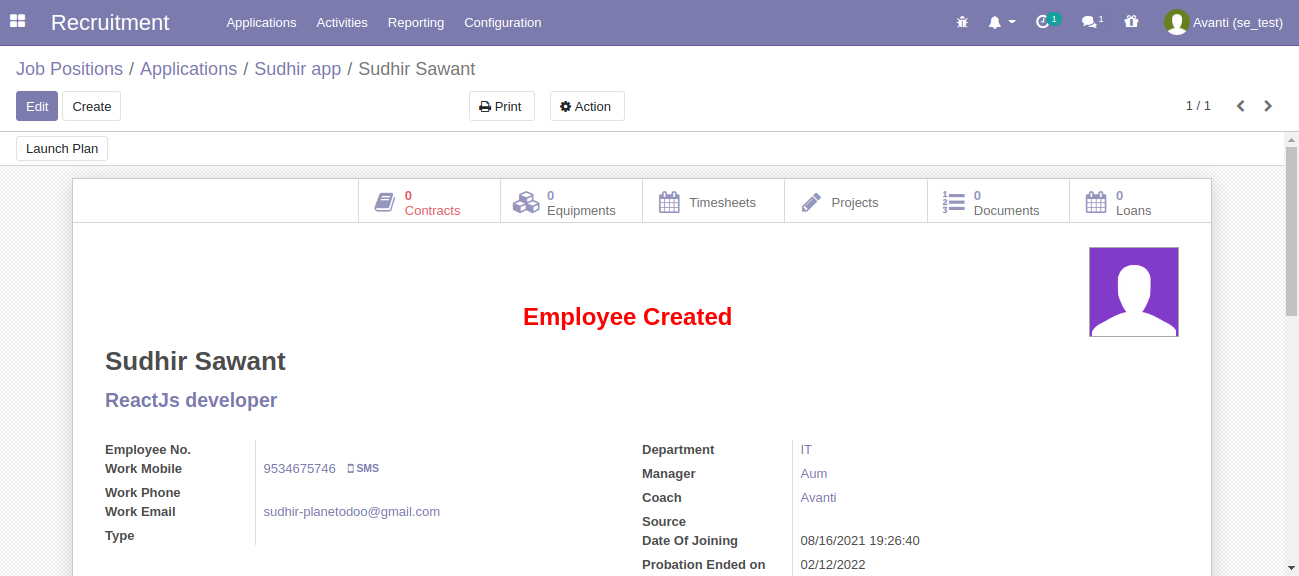 Recruitment Applications Activities Reporting Configuration 1 1 Avanti (se_test)
Job Positions / Applications / Sudhir app / Sudhir Sawant
Edit Create Print Action 1 / 1
Launch Plan
0 Contracts
0 Equipments
Timesheets
Projects
0 Documents
0 Loans
Employee Created
Sudhir Sawant
ReactJs developer
Employee No.
Work Mobile 9534675746 SMS
Work Phone
Work Email sudhir-planetodoo@gmail.com
Type
Department IT
Manager Aum
Coach Avanti
Source
Date Of Joining 08/16/2021 19:26:40
Probation Ended on 02/12/2022